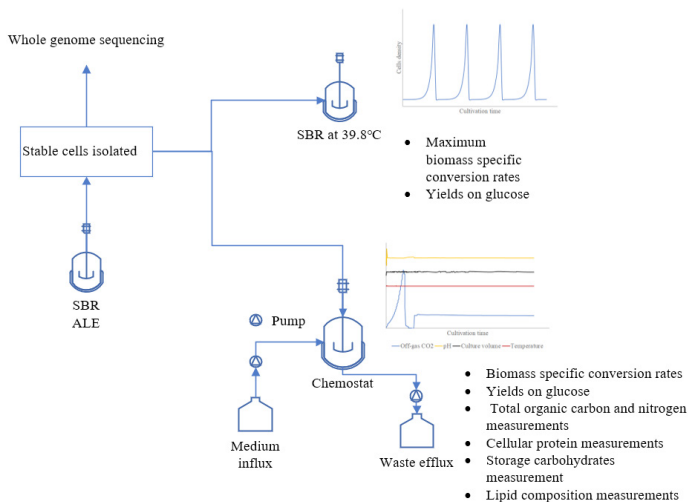 Whole genome sequencing
Cells density
Cultivation time
SBR at 39.8°C
Stable cells isolated
• Maximum
biomass specific
conversion rates
• Yields on glucose
SBR
ALE
Pump
Chemostat
Medium
influx
Waste efflux
Cultivation time
Off-gas CO2 pH Culture volume Temperature
• Biomass specific conversion rates
• Yields on glucose
• Total organic carbon and nitrogen
measurements
• Cellular protein measurements
• Storage carbohydrates
measurement
• Lipid composition measurements